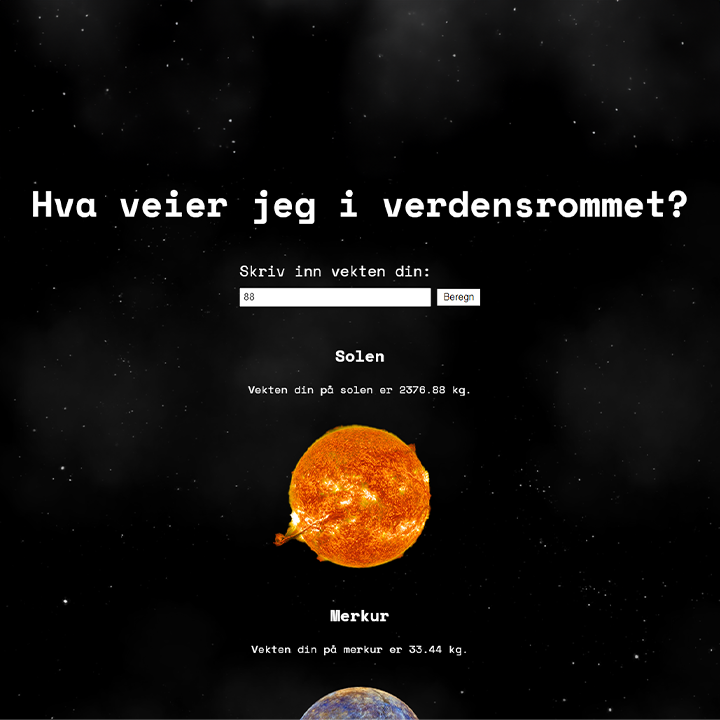 Hva veier jeg i verdensrommet?
Skriv inn vekten din:
88 Beregn
Solen
Vekten din på solen er 2376.88 kg.
Merkur
Vekten din på merkur er 33.44 kg.